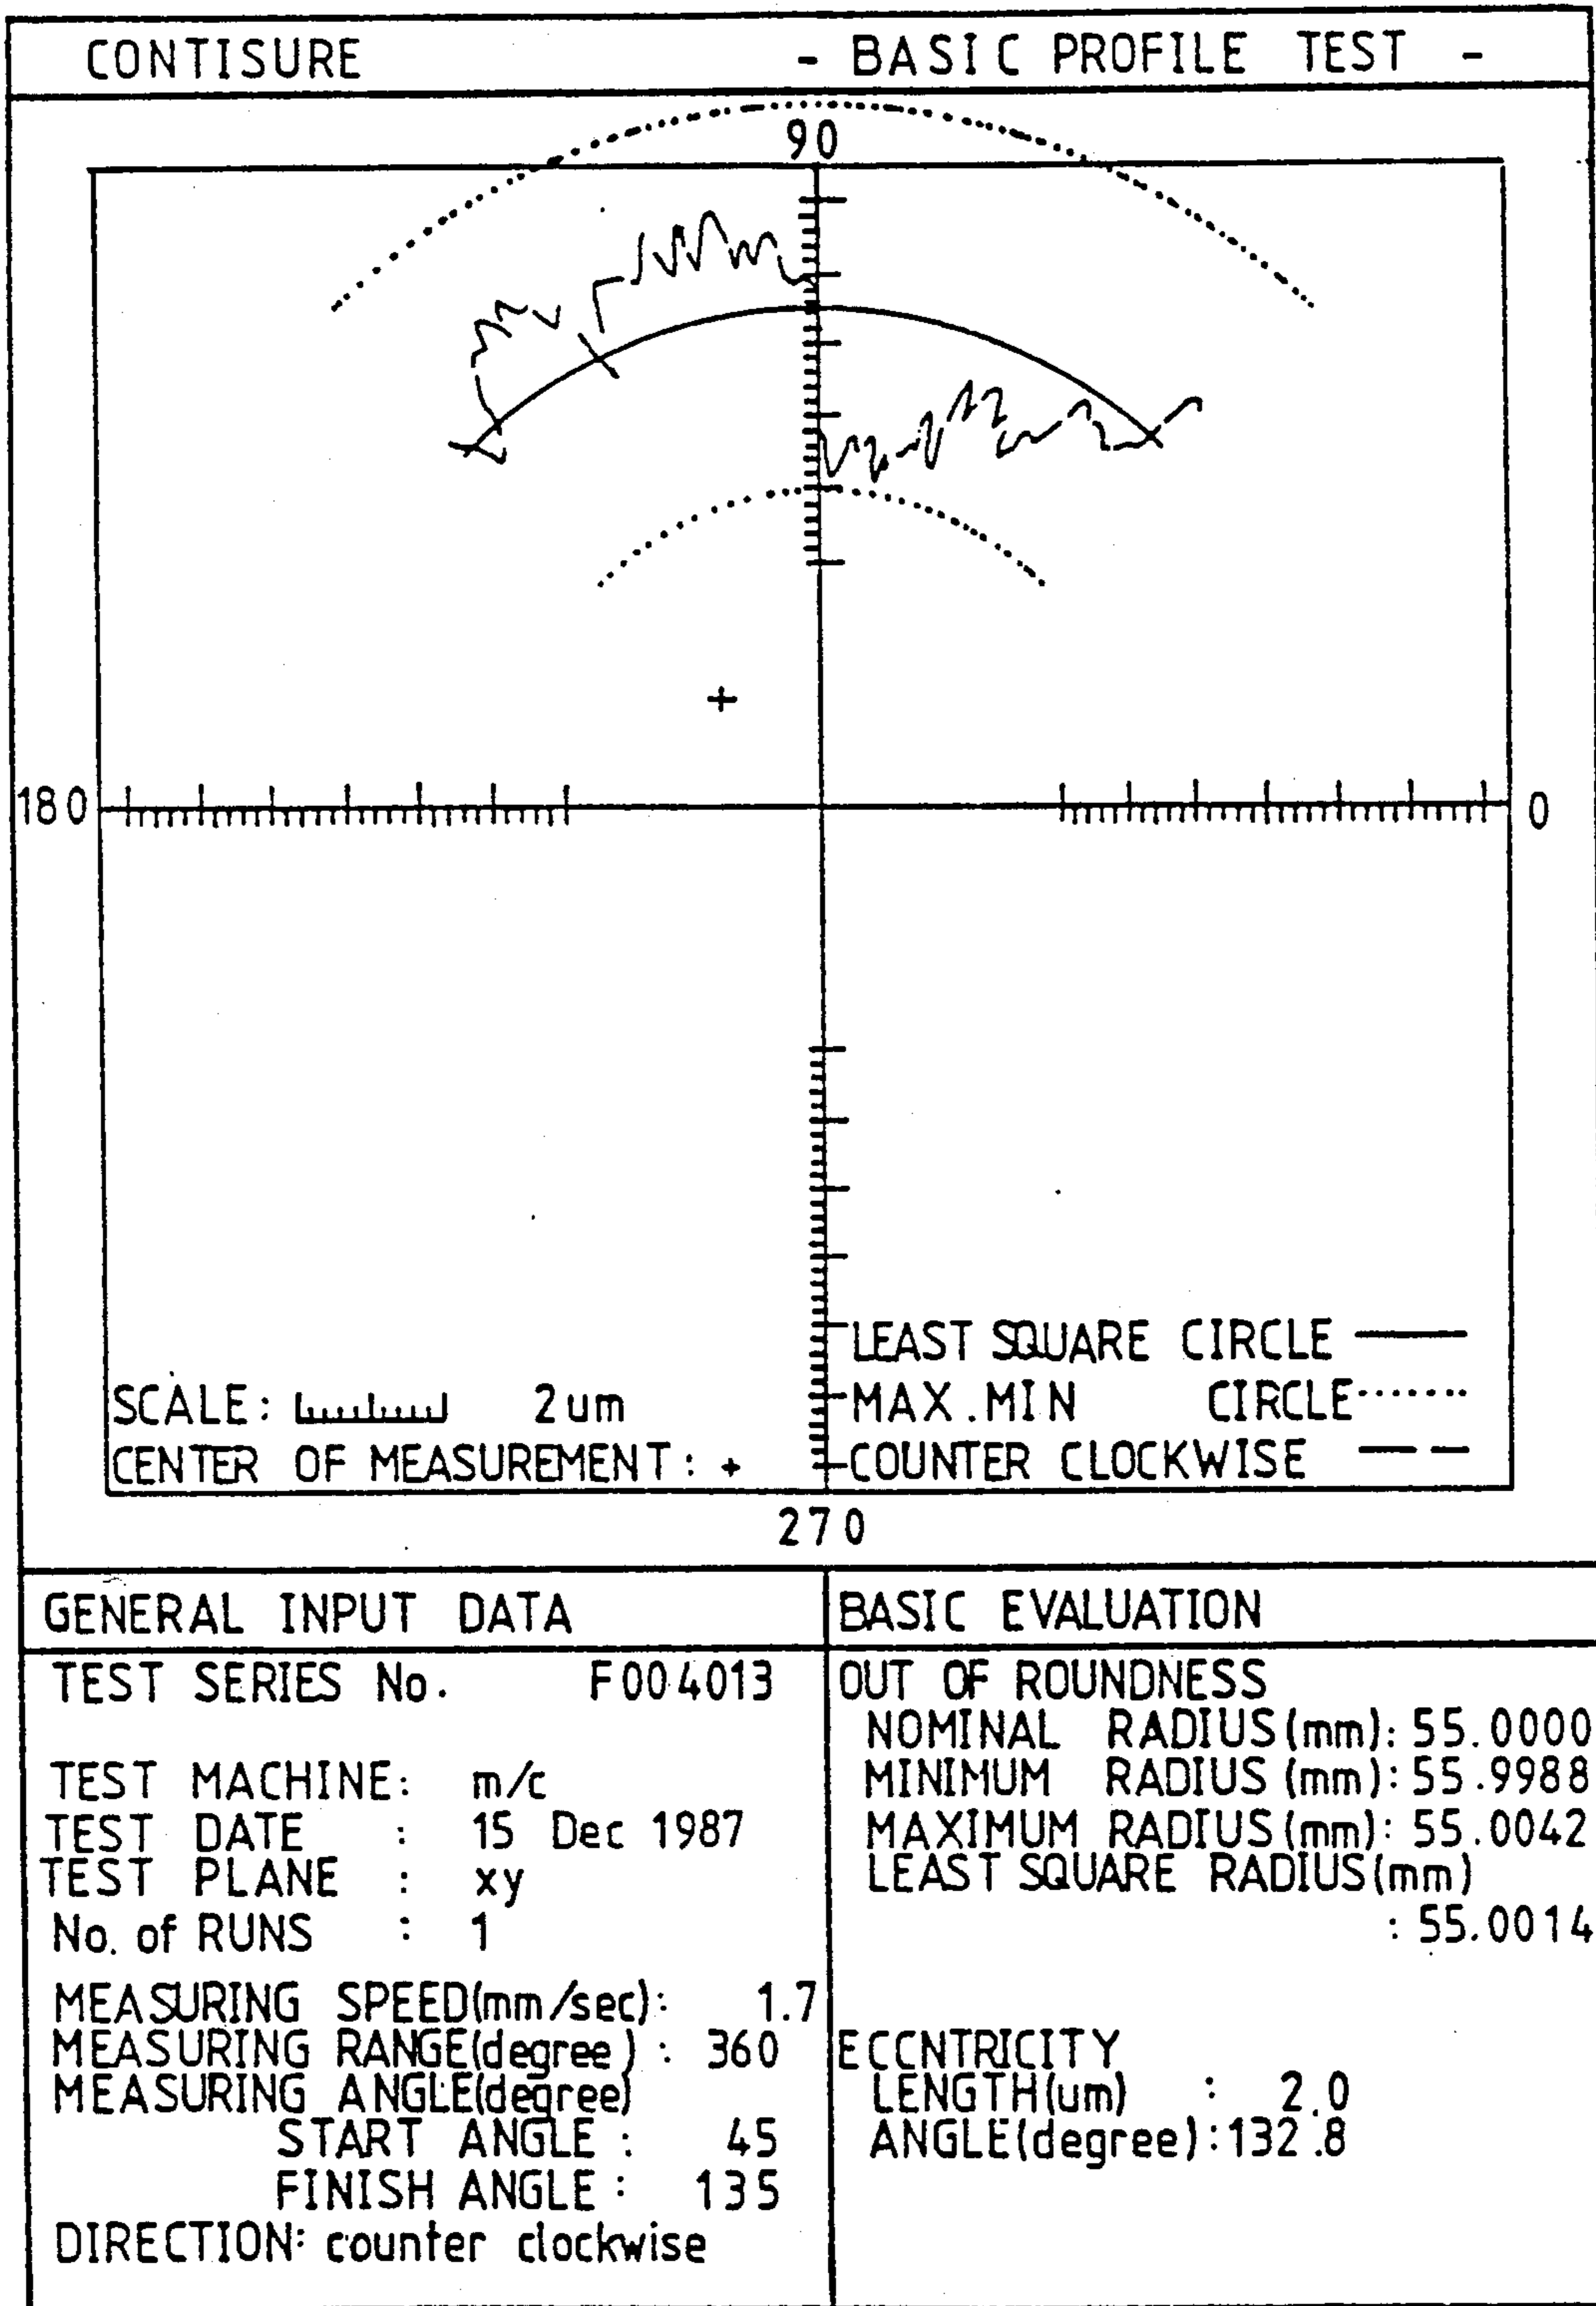 CONTISURE - BASIC PROFILE TEST -
90
180
0
LEAST SQUARE CIRCLE
SCALE: 2um
MAX.MIN CIRCLE
CENTER OF MEASUREMENT: +
COUNTER CLOCKWISE
270
GENERAL INPUT DATA
TEST SERIES No. F004013
TEST MACHINE: m/c
TEST DATE : 15 Dec 1987
TEST PLANE : xy
No. of RUNS : 1
MEASURING SPEED(mm/sec): 1.7
MEASURING RANGE(degree) : 360
MEASURING ANGLE(degree)
START ANGLE : 45
FINISH ANGLE : 135
DIRECTION: counter clockwise
BASIC EVALUATION
OUT OF ROUNDNESS
NOMINAL RADIUS(mm): 55.0000
MINIMUM RADIUS (mm): 55.9988
MAXIMUM RADIUS(mm): 55.0042
LEAST SQUARE RADIUS(mm)
: 55.0014
ECCNTRICITY
LENGTH(um) : 2.0
ANGLE(degree):132.8